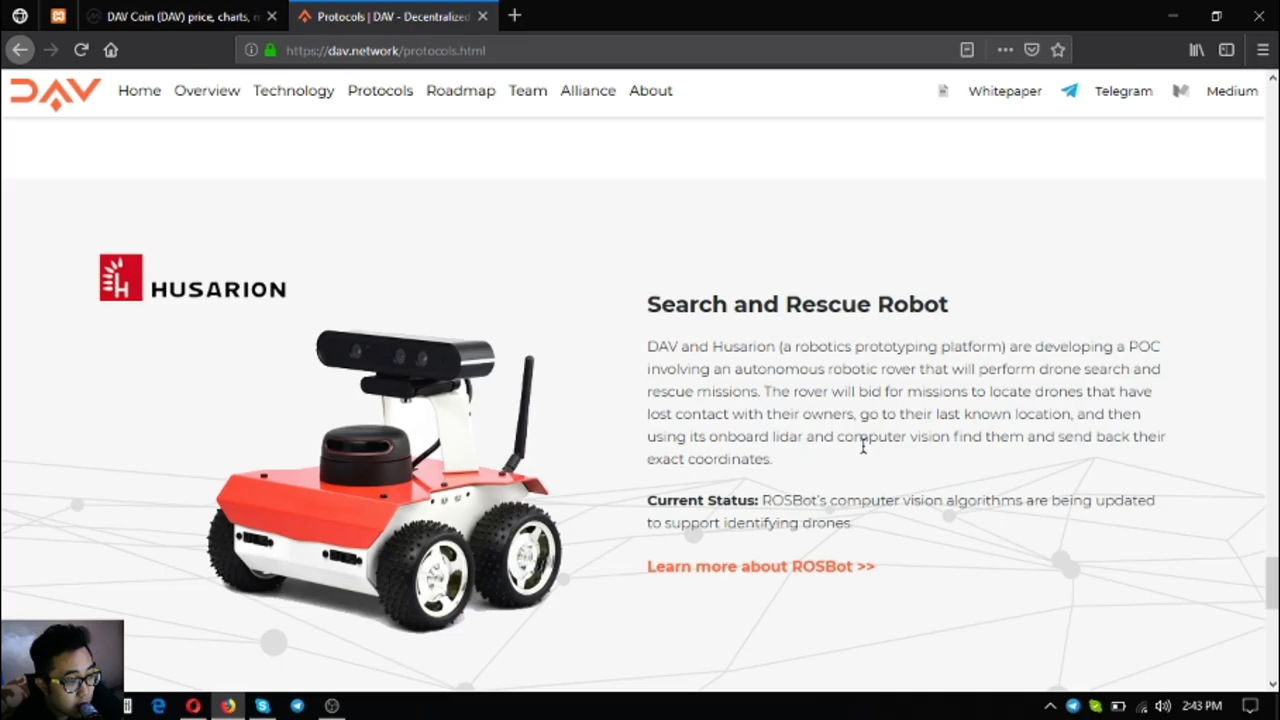 DAV Coin (DAV) price, charts, m
Protocols | DAV - Decentralized
https://dav.network/protocols.html
DAV
Home Overview Technology Protocols Roadmap Team Alliance About Whitepaper Telegram Medium
H HUSARION
Search and Rescue Robot
DAV and Husarion (a robotics prototyping platform) are developing a POC
involving an autonomous robotic rover that will perform drone search and
rescue missions. The rover will bid for missions to locate drones that have
lost contact with their owners, go to their last known location, and then
using its onboard lidar and computer vision find them and send back their
exact coordinates.
Current Status: ROSBot's computer vision algorithms are being updated
to support identifying drones.
Learn more about ROSBot >>
2:43 PM